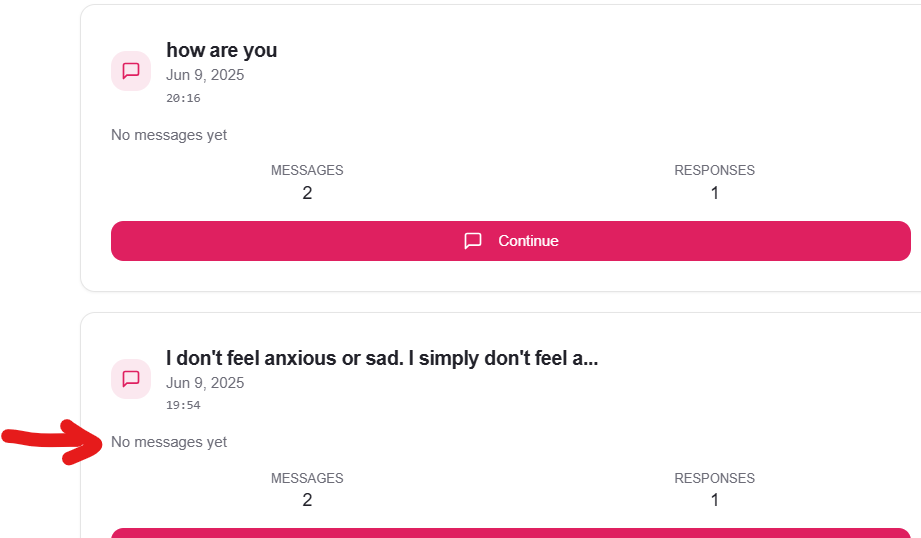 how are you
Jun 9, 2025
20:16
No messages yet
MESSAGES RESPONSES
2 1
Continue
I don't feel anxious or sad. I simply don't feel a...
Jun 9, 2025
19:54
No messages yet
MESSAGES RESPONSES
2 1